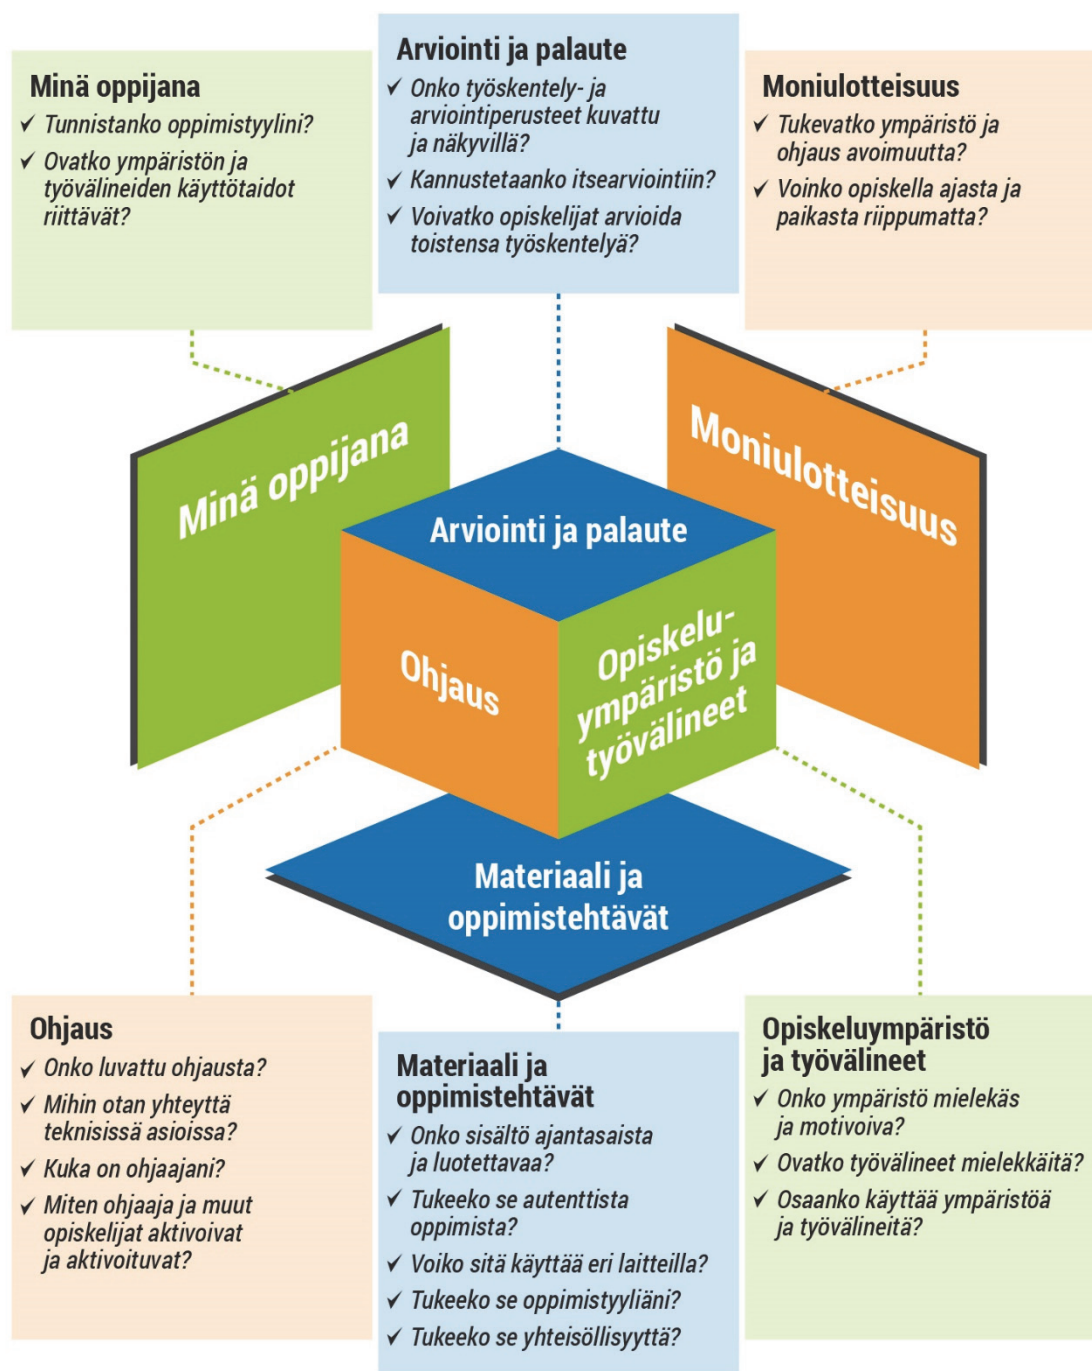 Minä oppijana
✓ Tunnistanko oppimistyylini?
✓ Ovatko ympäristön ja
työvälineiden käyttötaidot
riittävät?
Arviointi ja palaute
✓ Onko työskentely- ja
arviointiperusteet kuvattu
ja näkyvillä?
✓ Kannustetaanko itsearviointiin?
✓ Voivatko opiskelijat arvioida
toistensa työskentelyä?
Moniulotteisuus
✓ Tukevatko ympäristö ja
ohjaus avoimuutta?
✓ Voinko opiskella ajasta ja
paikasta riippumatta?
Minä oppijana
Moniulotteisuus
Arviointi ja palaute
Ohjaus
Opiskelu-
ympäristö ja
työvälineet
Materiaali ja
oppimistehtävät
Ohjaus
✓ Onko luvattu ohjausta?
✓ Mihin otan yhteyttä
teknisissä asioissa?
✓ Kuka on ohjaajani?
✓ Miten ohjaaja ja muut
opiskelijat aktivoivat
ja aktivoituvat?
Materiaali ja
oppimistehtävät
✓ Onko sisältö ajantasaista
ja luotettavaa?
✓ Tukeeko se autenttista
oppimista?
✓ Voiko sitä käyttää eri laitteilla?
✓ Tukeeko se oppimistyyliäni?
✓ Tukeeko se yhteisöllisyyttä?
Opiskeluympäristö
ja työvälineet
✓ Onko ympäristö mielekäs
ja motivoiva?
✓ Ovatko työvälineet mielekkäitä?
✓ Osaanko käyttää ympäristöä
ja työvälineitä?